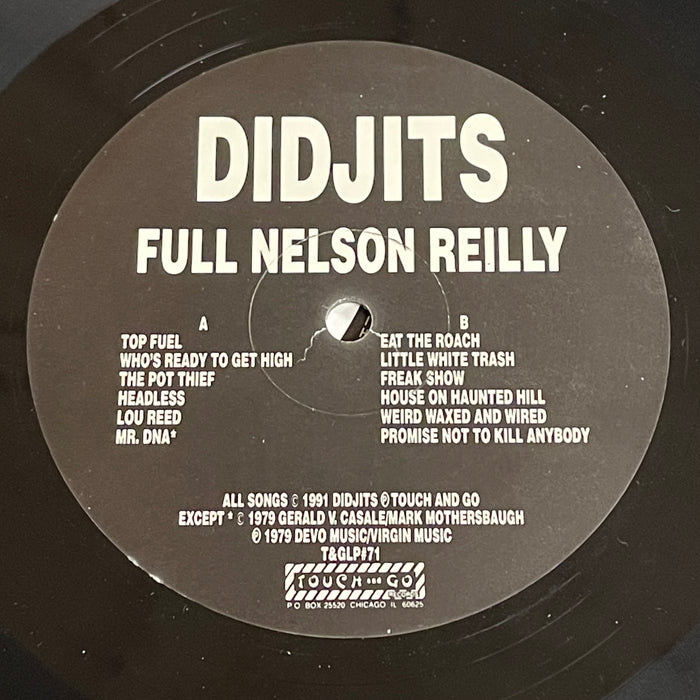 DIDJITS
FULL NELSON REILLY
A
TOP FUEL
WHO'S READY TO GET HIGH
THE POT THIEF
HEADLESS
LOU REED
MR. DNA*
B
EAT THE ROACH
LITTLE WHITE TRASH
FREAK SHOW
HOUSE ON HAUNTED HILL
WEIRD WAXED AND WIRED
PROMISE NOT TO KILL ANYBODY
ALL SONGS © 1991 DIDJITS ℗ TOUCH AND GO
EXCEPT * © 1979 GERALD V. CASALE/MARK MOTHERSBAUGH
℗ 1979 DEVO MUSIC/VIRGIN MUSIC
T&GLP#71
TOUCH AND GO
RECORDS
P O BOX 25520 CHICAGO IL 60625